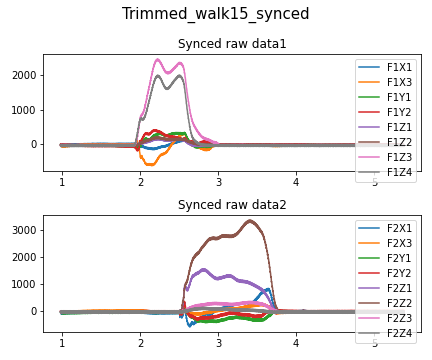 Trimmed_walk15_synced
Synced raw data1
2000
1000
0
1 2 3 4 5
F1X1
F1X3
F1Y1
F1Y2
F1Z1
F1Z2
F1Z3
F1Z4
Synced raw data2
3000
2000
1000
0
1 2 3 4 5
F2X1
F2X3
F2Y1
F2Y2
F2Z1
F2Z2
F2Z3
F2Z4